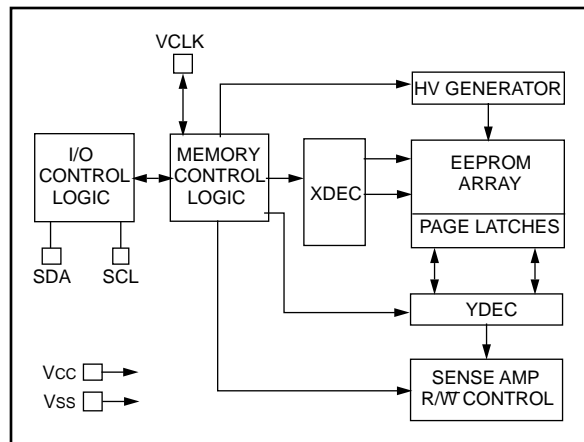 VCLK
HV GENERATOR
I/O
CONTROL
LOGIC
MEMORY
CONTROL
LOGIC
XDEC
EEPROM
ARRAY
PAGE LATCHES
SDA
SCL
YDEC
VCC
VSS
SENSE AMP
R/W̅ CONTROL